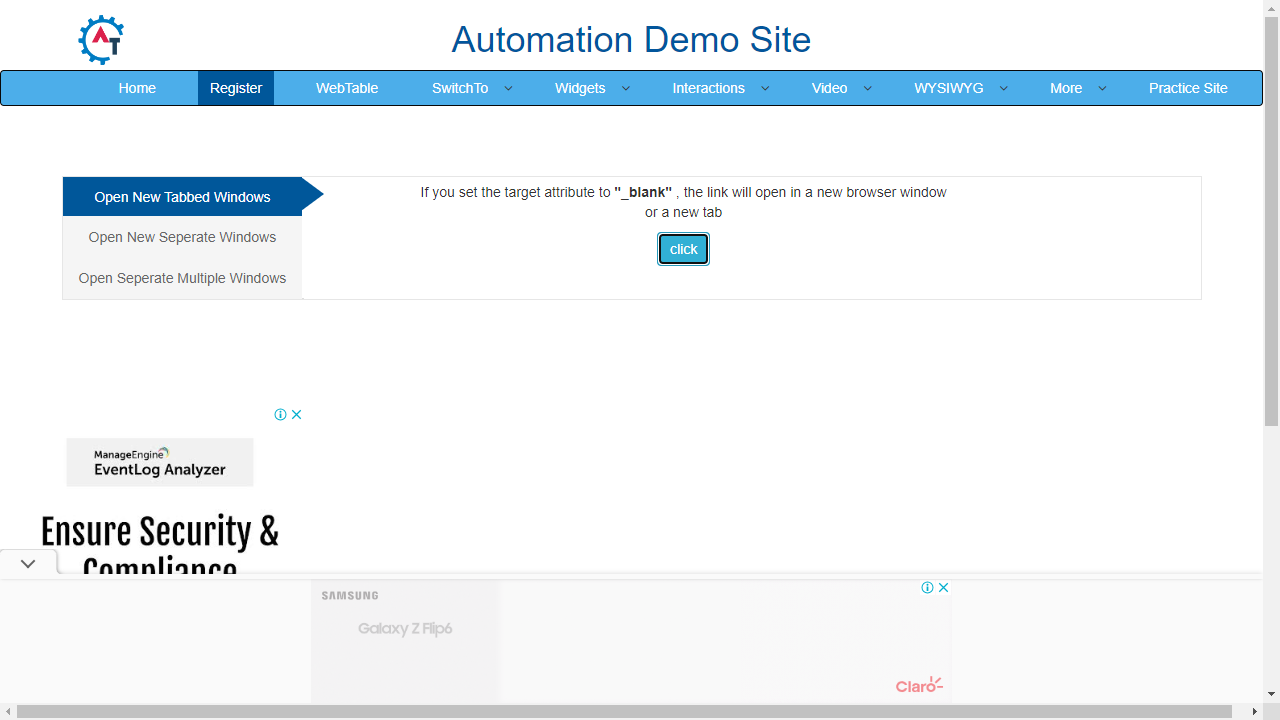 AT
Automation Demo Site
Home Register WebTable SwitchTo Widgets Interactions Video WYSIWYG More Practice Site
Open New Tabbed Windows
Open New Seperate Windows
Open Seperate Multiple Windows
If you set the target attribute to "_blank" , the link will open in a new browser window
or a new tab
click
ManageEngine
EventLog Analyzer
Ensure Security &
Compliance
SAMSUNG
Galaxy Z Flip6
Claro